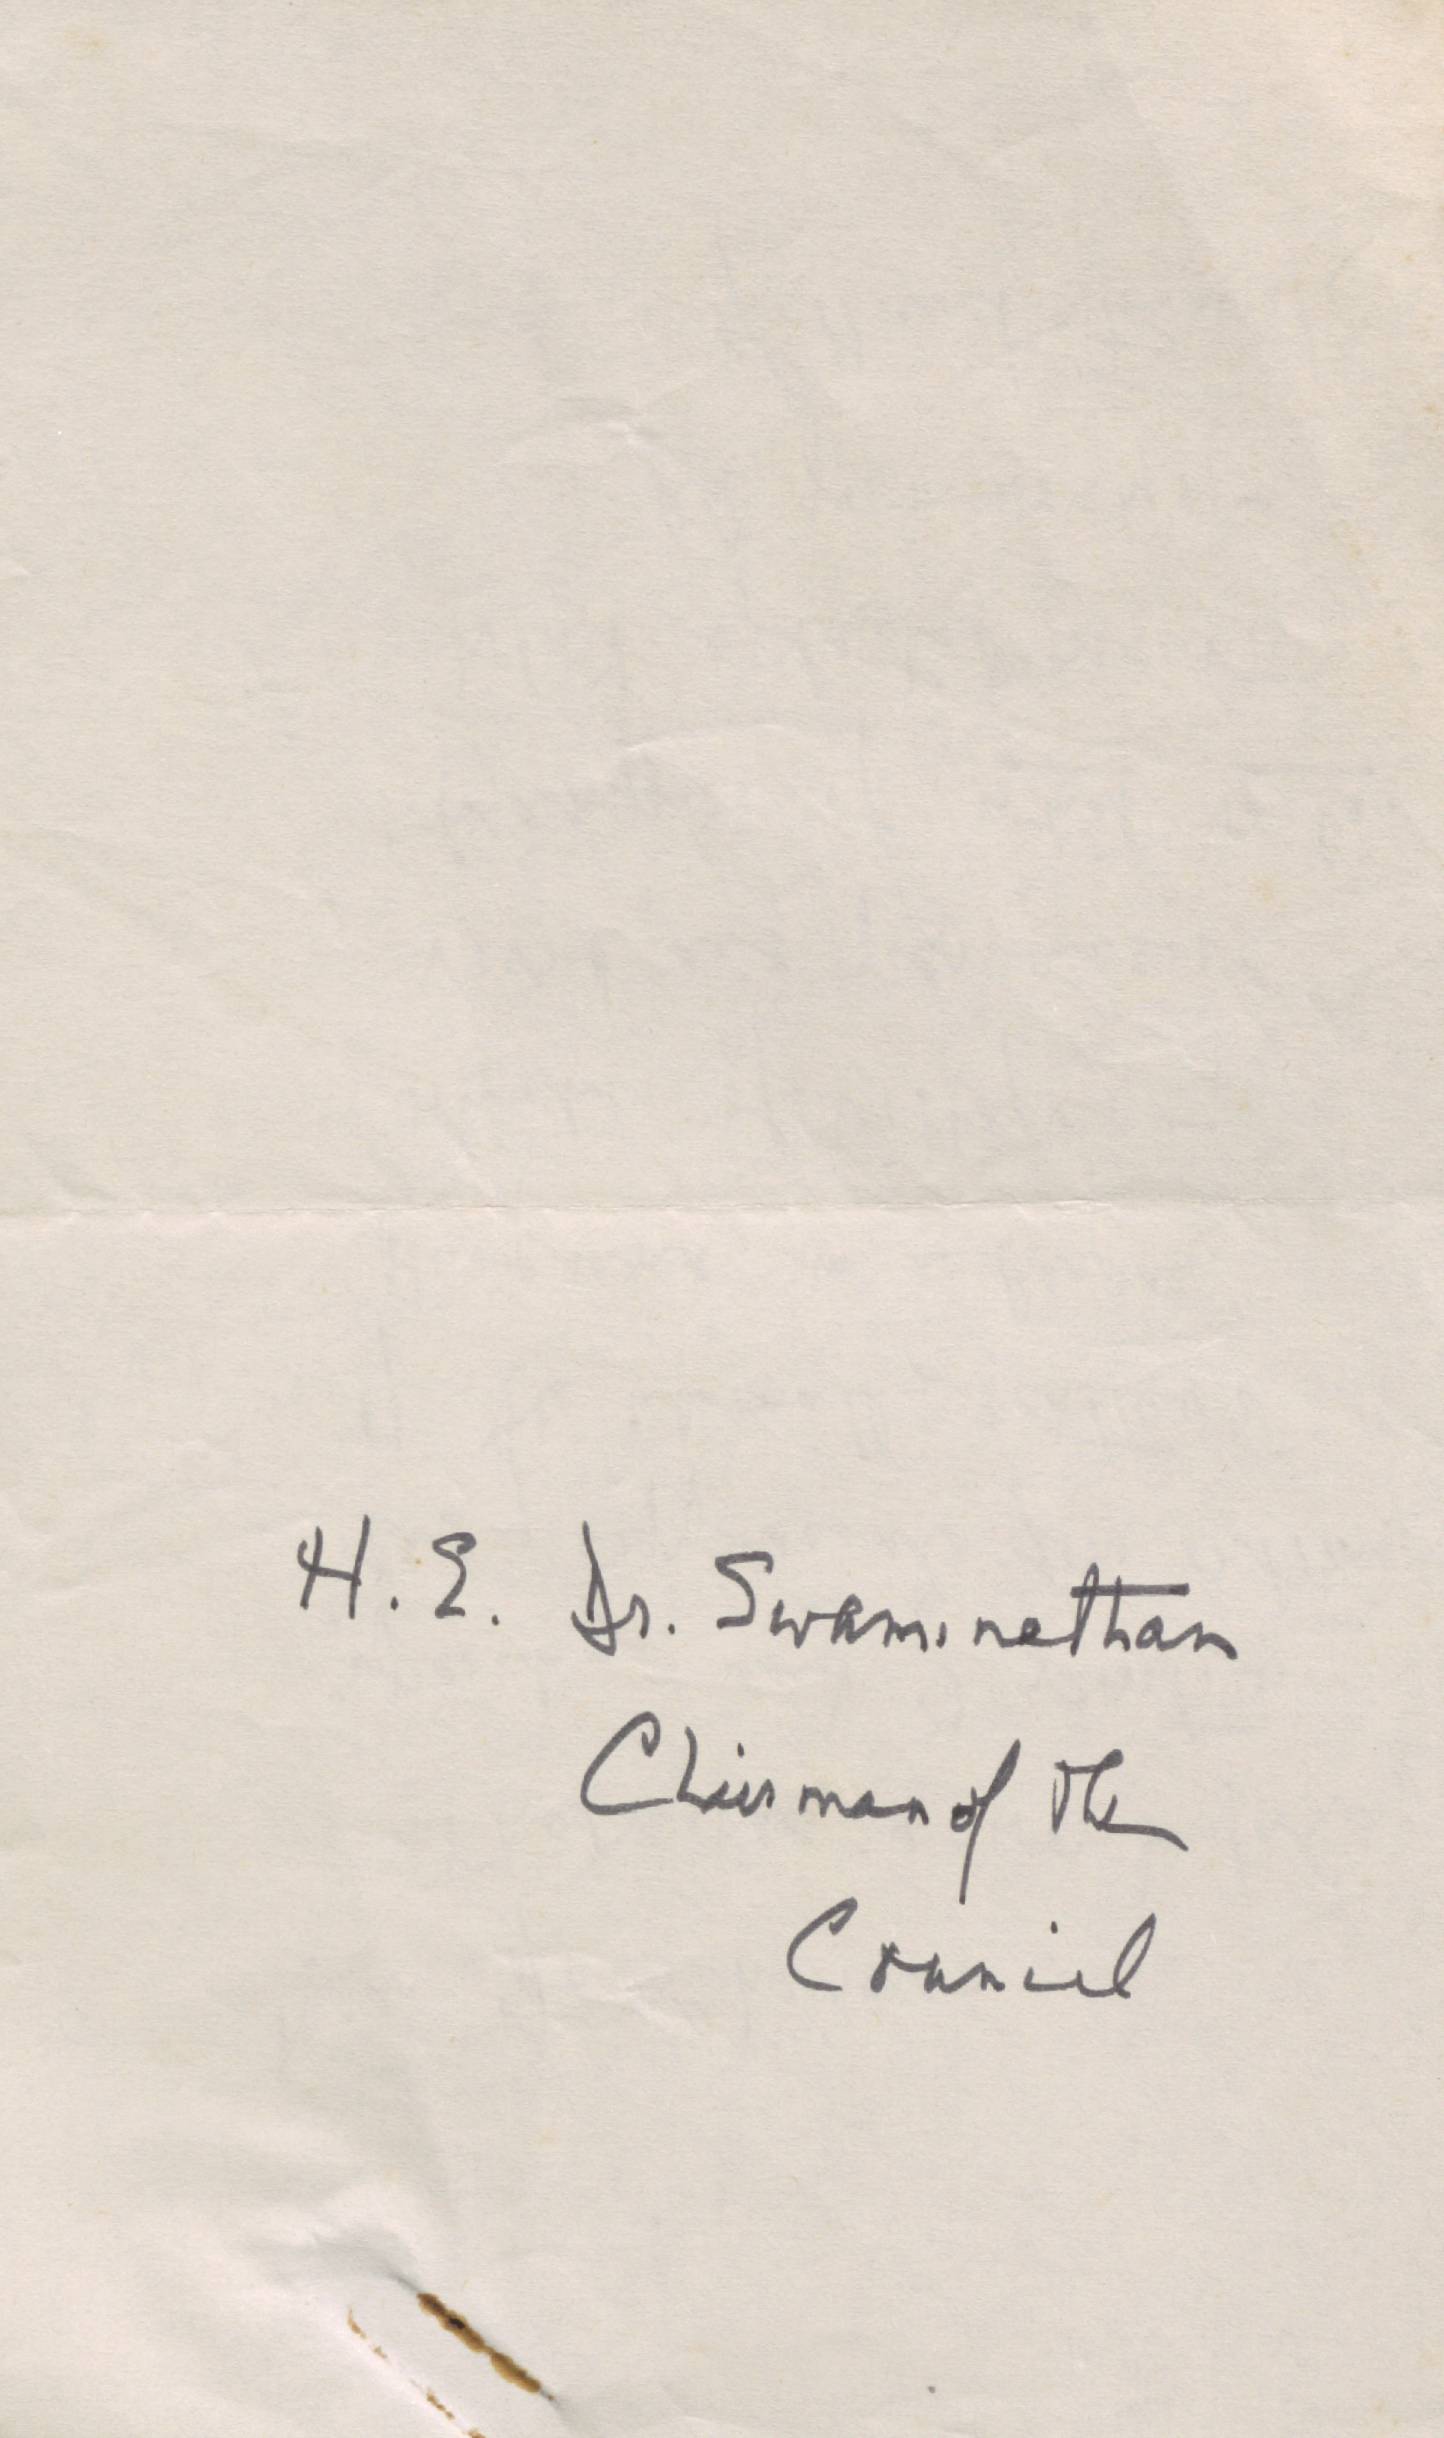 H. E. Dr. Swaminathan
Chairman of the
Council